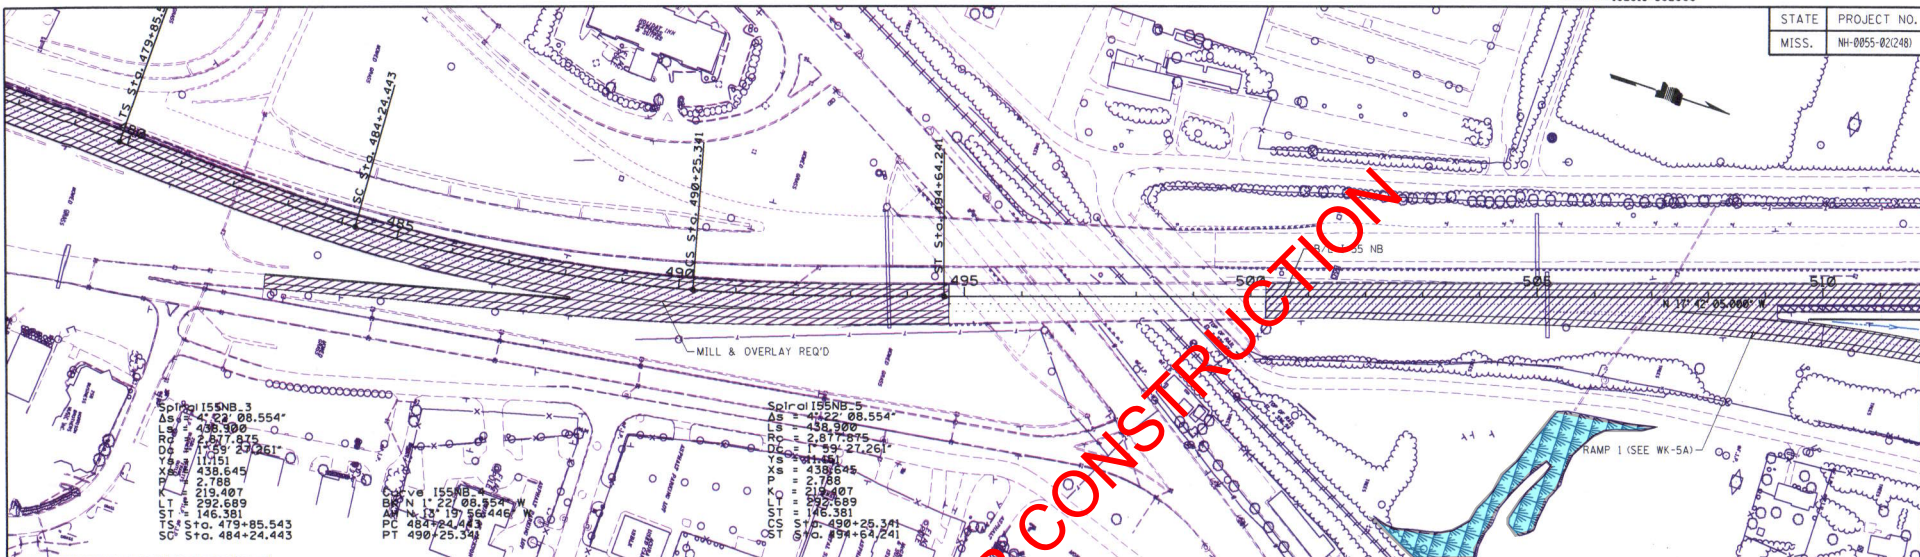 STATE PROJECT NO.
MISS. NH-0055-02(248)
TS Sta. 479+85.5
SC Sta. 484+24.443
CS Sta. 490+25.341
ST Sta. 494+64.241
480
485
490
495
500
505
510
B/L I-55 NB
N 17° 42' 05.000" W
MILL & OVERLAY REQ'D
RAMP 1 (SEE WK-5A)
CONSTRUCTION
Spiral I55NB_3
Δs = 4° 22' 08.554"
Ls = 438.900
Rc = 2,877.875
Dc = 1° 59' 27.261"
Ys = 11.151
Xs = 438.645
P = 2.788
K = 219.407
LT = 292.689
ST = 146.381
TS Sta. 479+85.543
SC Sta. 484+24.443
Curve I55NB_4
BK N 1° 22' 08.554" W
AH N 13° 19' 56.446" W
PC 484+24.443
PT 490+25.341
Spiral I55NB_5
Δs = 4° 22' 08.554"
Ls = 438.900
Rc = 2,877.875
Dc = 1° 59' 27.261"
Ys = 11.151
Xs = 438.645
P = 2.788
K = 219.407
LT = 292.689
ST = 146.381
CS Sta. 490+25.341
ST Sta. 494+64.241